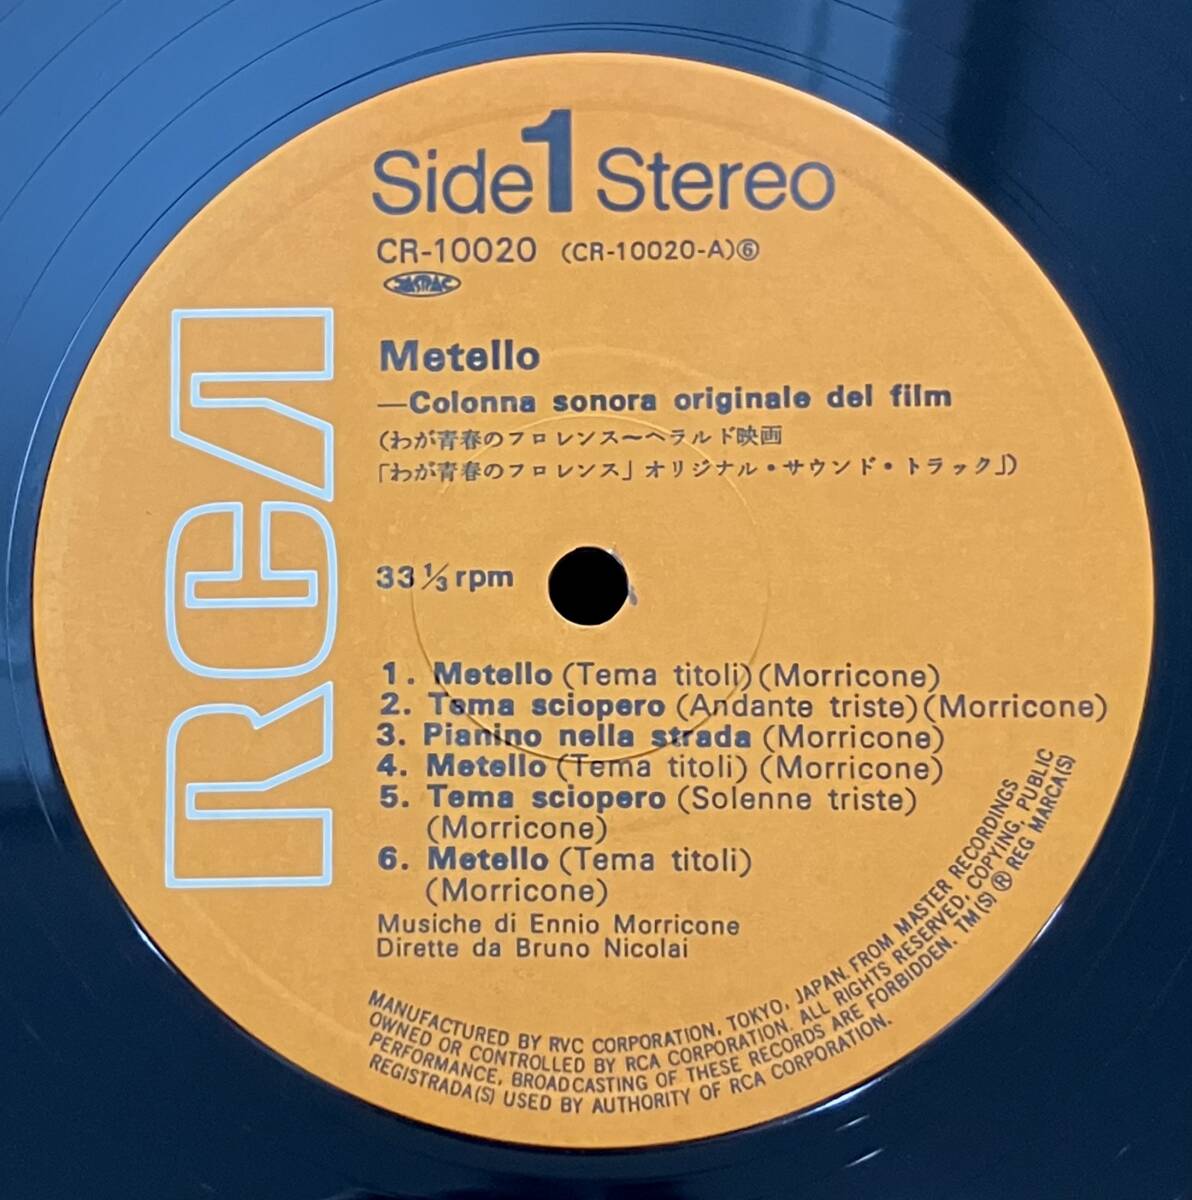 Side 1 Stereo
CR-10020 (CR-10020-A)⑥
JASRAC
RCA
Metello
—Colonna sonora originale del film
(わが青春のフロレンス〜ヘラルド映画
「わが青春のフロレンス」オリジナル・サウンド・トラック」)
33 1/3 rpm
1. Metello (Tema titoli) (Morricone)
2. Tema sciopero (Andante triste) (Morricone)
3. Pianino nella strada (Morricone)
4. Metello (Tema titoli) (Morricone)
5. Tema sciopero (Solenne triste)
(Morricone)
6. Metello (Tema titoli)
(Morricone)
Musiche di Ennio Morricone
Dirette da Bruno Nicolai
MANUFACTURED BY RVC CORPORATION, TOKYO, JAPAN. FROM MASTER RECORDINGS
OWNED OR CONTROLLED BY RCA CORPORATION. ALL RIGHTS RESERVED, COPYING, PUBLIC
PERFORMANCE, BROADCASTING OF THESE RECORDS ARE FORBIDDEN. TM(S) ® REG MARCA(S)
REGISTRADA(S) USED BY AUTHORITY OF RCA CORPORATION.